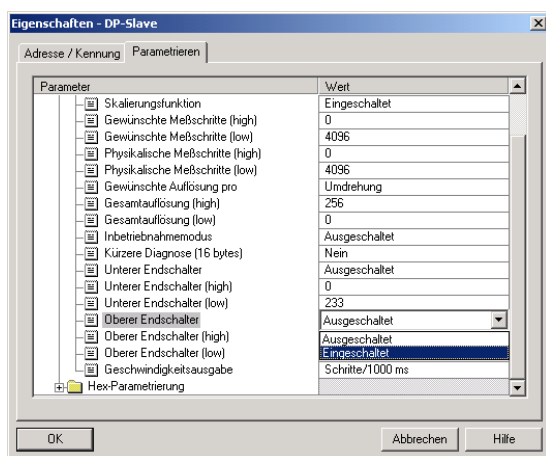 Eigenschaften - DP-Slave
Adresse / Kennung Parametrieren
Parameter Wert
Skalierungsfunktion Eingeschaltet
Gewünschte Meßschritte (high) 0
Gewünschte Meßschritte (low) 4096
Physikalische Meßschritte (high) 0
Physikalische Meßschritte (low) 4096
Gewünschte Auflösung pro Umdrehung
Gesamtauflösung (high) 256
Gesamtauflösung (low) 0
Inbetriebnahmemodus Ausgeschaltet
Kürzere Diagnose (16 bytes) Nein
Unterer Endschalter Ausgeschaltet
Unterer Endschalter (high) 0
Unterer Endschalter (low) 233
Oberer Endschalter Ausgeschaltet
Oberer Endschalter (high) Ausgeschaltet
Oberer Endschalter (low) Eingeschaltet
Geschwindigkeitsausgabe Schritte/1000 ms
Hex-Parametrierung
OK Abbrechen Hilfe